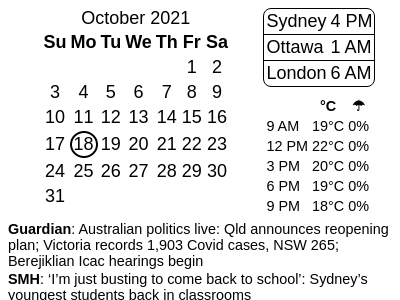 October 2021
Su Mo Tu We Th Fr Sa
1 2
3 4 5 6 7 8 9
10 11 12 13 14 15 16
17 18 19 20 21 22 23
24 25 26 27 28 29 30
31
Sydney 4 PM
Ottawa 1 AM
London 6 AM
°C ☂
9 AM 19°C 0%
12 PM 22°C 0%
3 PM 20°C 0%
6 PM 19°C 0%
9 PM 18°C 0%
Guardian: Australian politics live: Qld announces reopening
plan; Victoria records 1,903 Covid cases, NSW 265;
Berejiklian Icac hearings begin
SMH: ‘I’m just busting to come back to school’: Sydney’s
youngest students back in classrooms